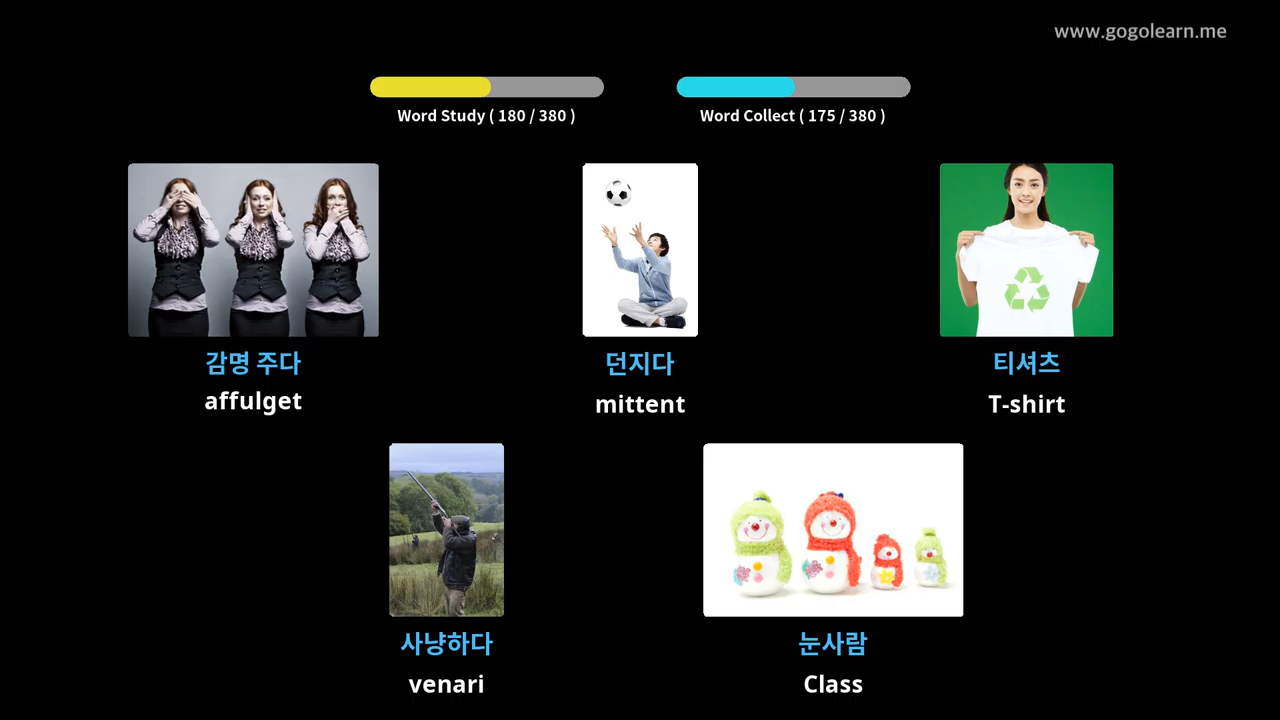 www.gogolearn.me
Word Study ( 180 / 380 )
Word Collect ( 175 / 380 )
감명 주다
affulget
던지다
mittent
티셔츠
T-shirt
사냥하다
venari
눈사람
Class